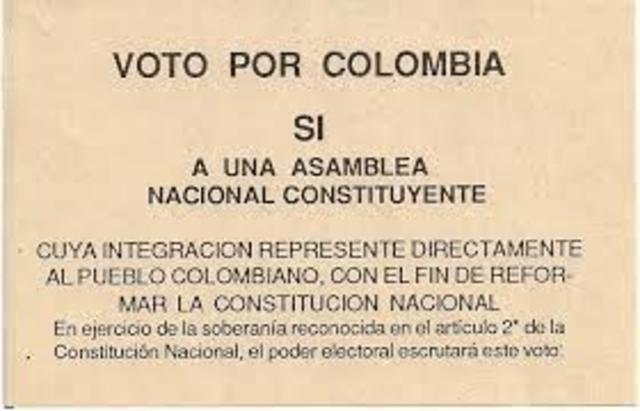 VOTO POR COLOMBIA
SI
A UNA ASAMBLEA
NACIONAL CONSTITUYENTE
CUYA INTEGRACION REPRESENTE DIRECTAMENTE
AL PUEBLO COLOMBIANO, CON EL FIN DE REFOR-
MAR LA CONSTITUCION NACIONAL
En ejercicio de la soberanía reconocida en el artículo 2° de la
Constitución Nacional, el poder electoral escrutará este voto.